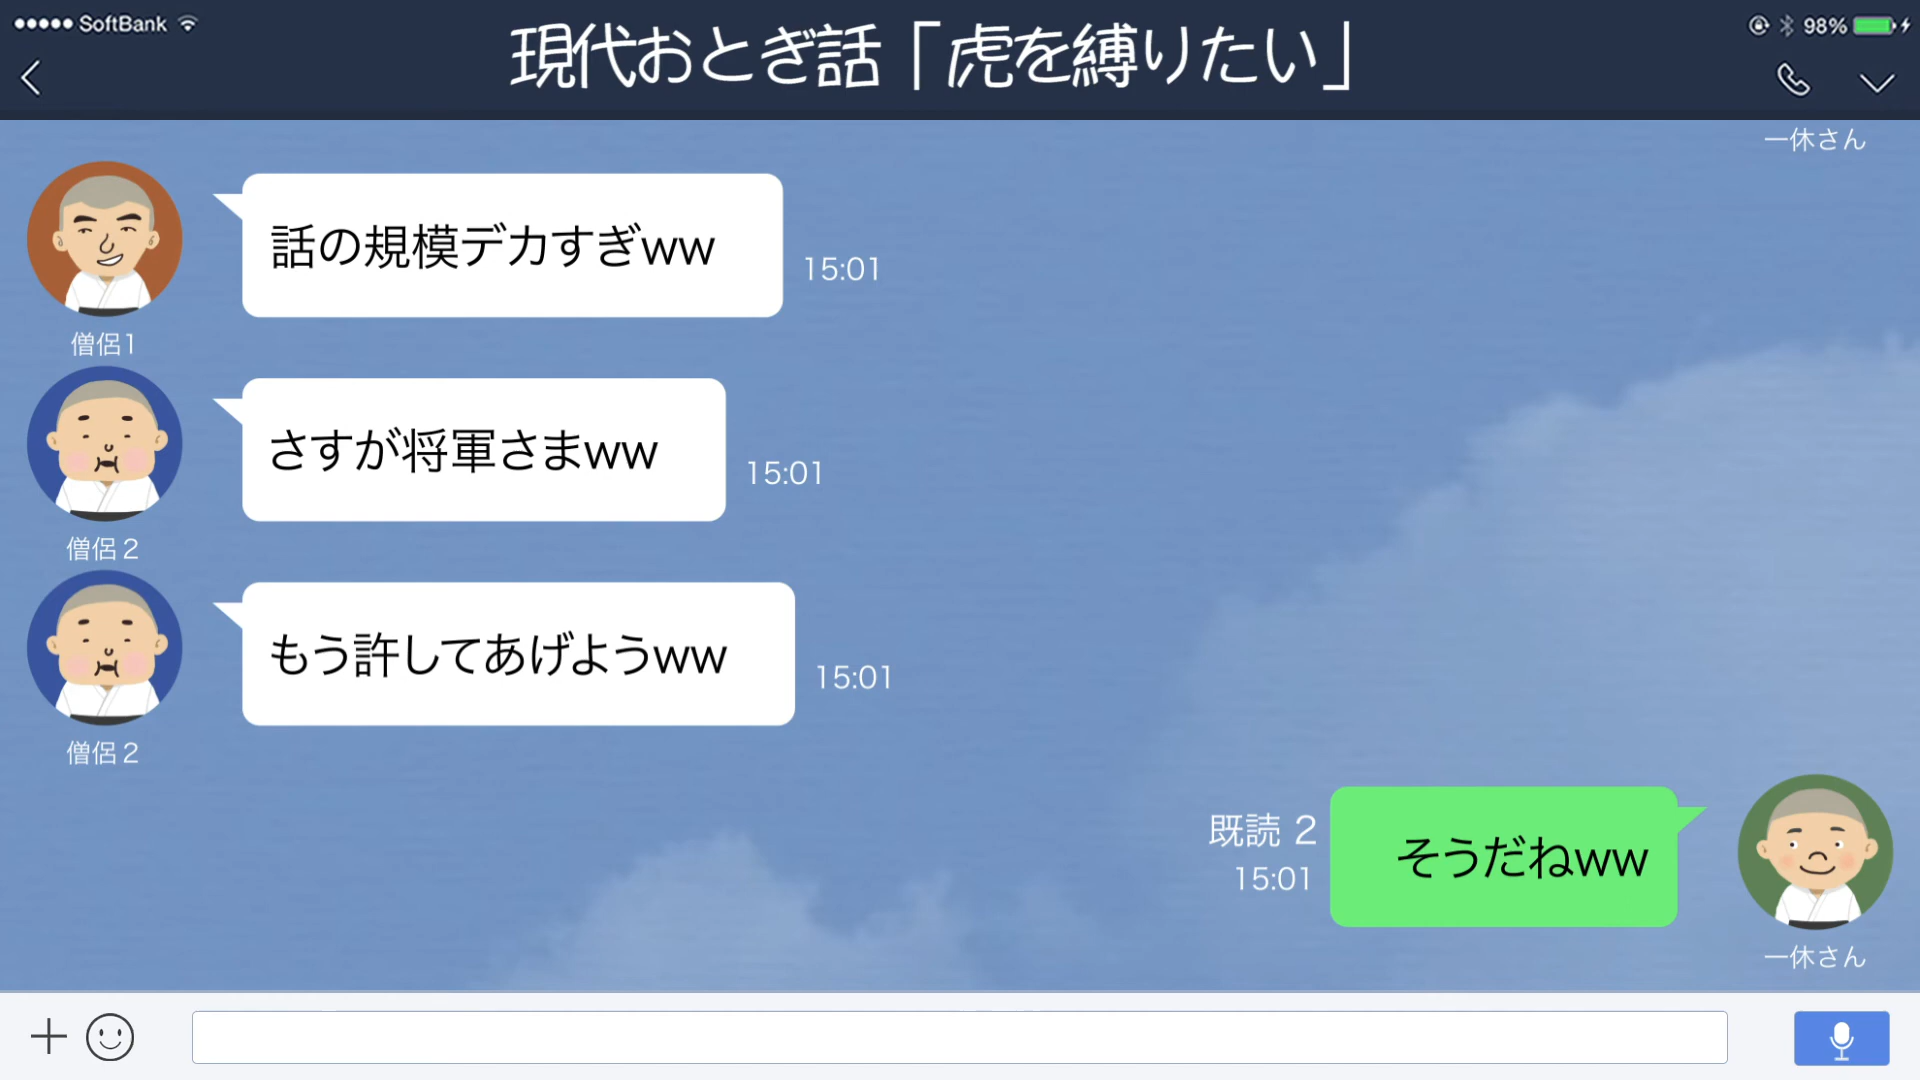 SoftBank
98%
現代おとぎ話「虎を縛りたい」
一休さん
話の規模デカすぎww
15:01
僧侶1
さすが将軍さまww
15:01
僧侶2
もう許してあげようww
15:01
僧侶2
既読 2
15:01
そうだねww
一休さん